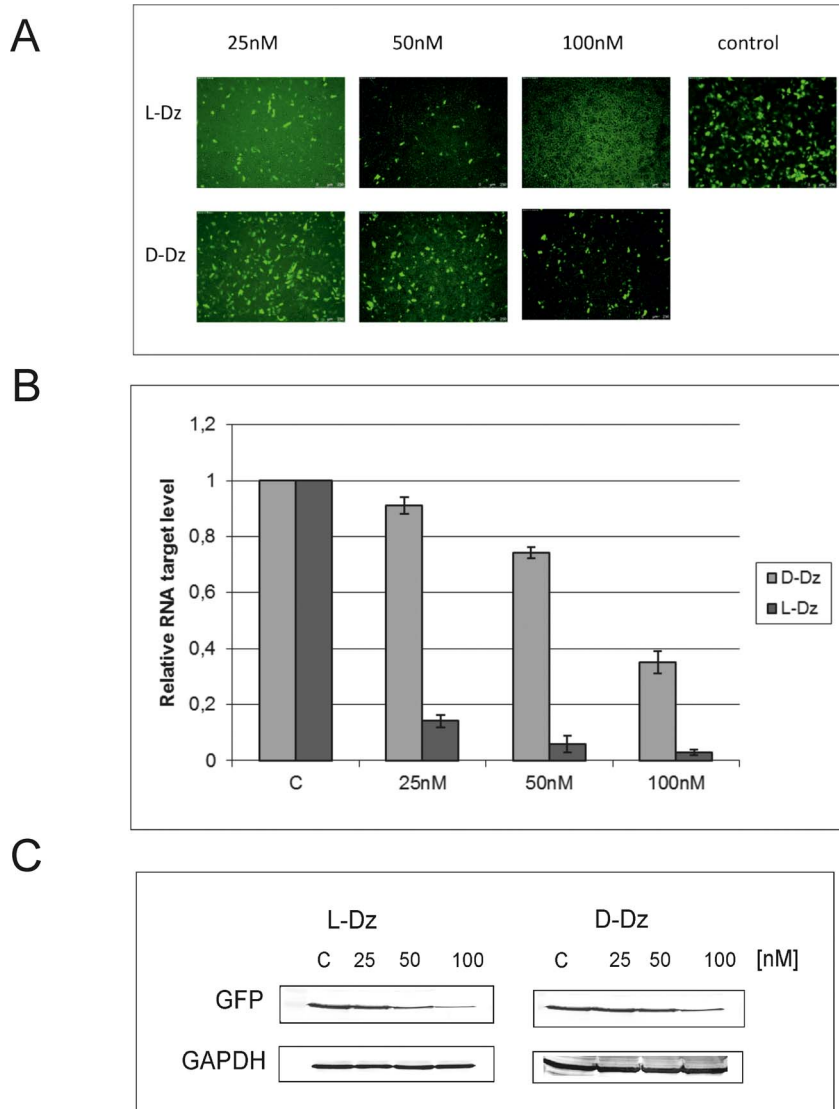 A
25nM 50nM 100nM control
L-Dz
D-Dz
B
1,2
1
0,8
0,6
0,4
0,2
0
Relative RNA target level
C 25nM 50nM 100nM
D-Dz
L-Dz
C
L-Dz D-Dz
C 25 50 100 C 25 50 100 [nM]
GFP
GAPDH